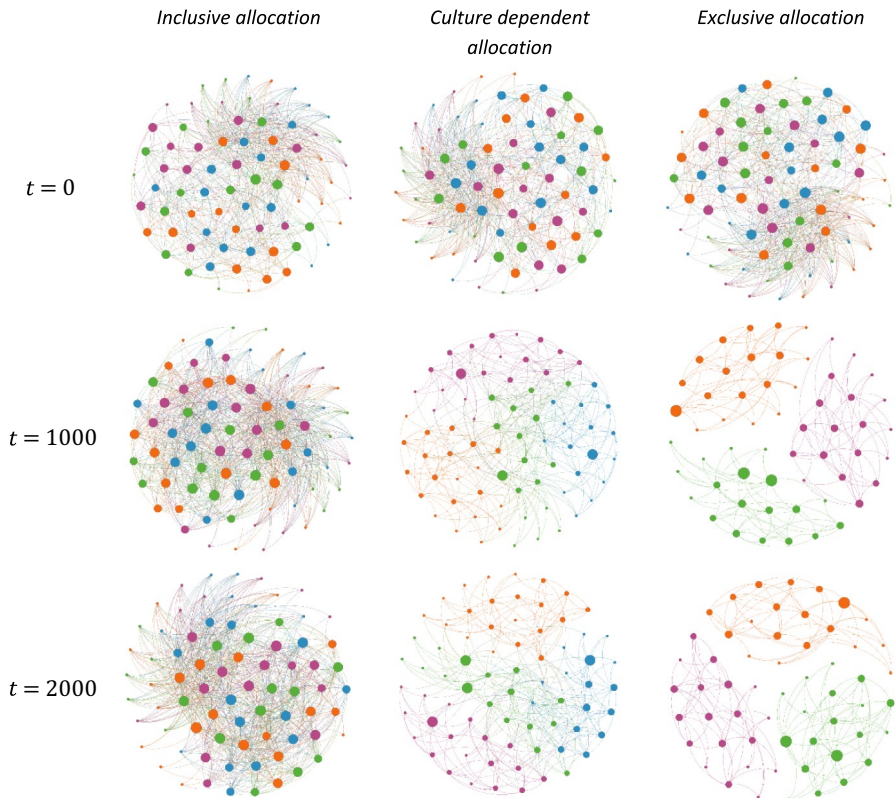 Inclusive allocation
Culture dependent
allocation
Exclusive allocation
t = 0
t = 1000
t = 2000